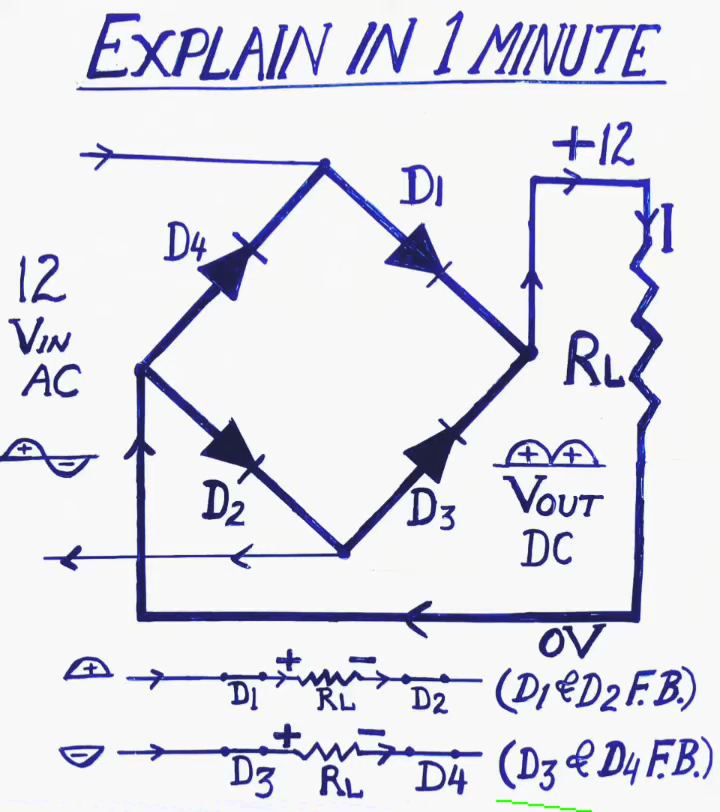 EXPLAIN IN 1 MINUTE
+12
D1
D4
I
12
VIN
AC
RL
+ −
+ +
VOUT
DC
D2
D3
0V
+
+ −
D1 RL D2
(D1 & D2 F.B.)
−
+ −
D3 RL D4
(D3 & D4 F.B.)